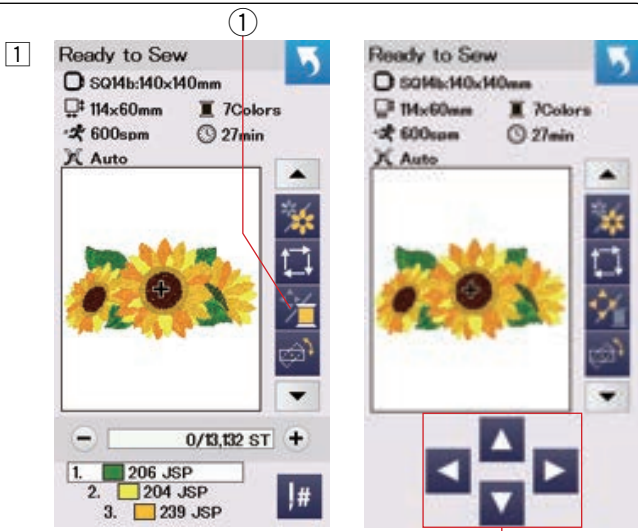 ①
1
Ready to Sew
SQ14b:140x140mm
114x60mm 7Colors
600spm 27min
Auto
0/13,132 ST
1. 206 JSP
2. 204 JSP
3. 239 JSP
#
Ready to Sew
SQ14b:140x140mm
114x60mm 7Colors
600spm 27min
Auto